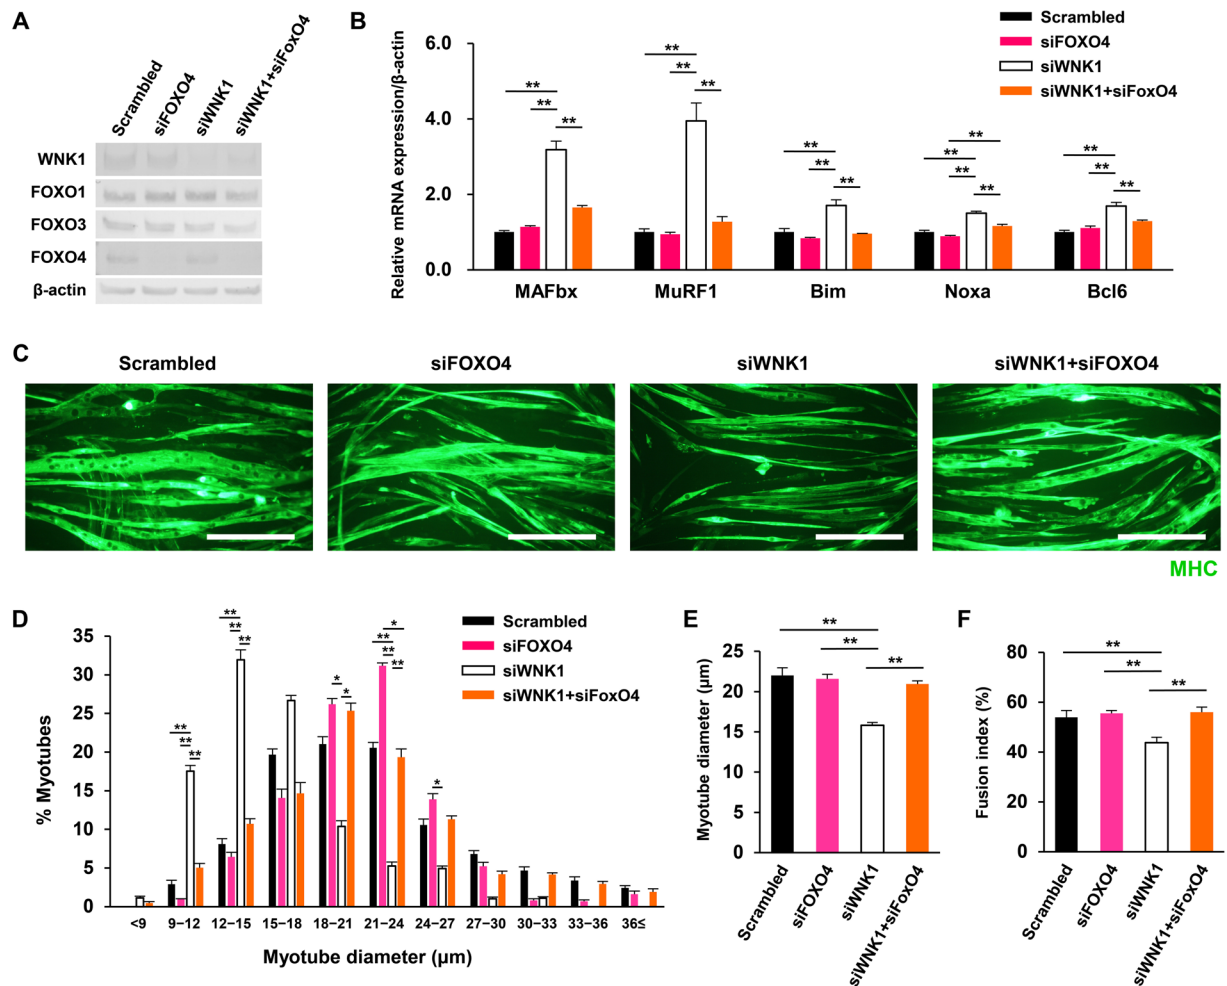 A
Scrambled
siFOXO4
siWNK1
siWNK1+siFoxO4
WNK1
FOXO1
FOXO3
FOXO4
β-actin
B
Scrambled
siFOXO4
siWNK1
siWNK1+siFoxO4
Relative mRNA expression/β-actin
6.0
4.0
2.0
0.0
** ** **
** ** **
** ** **
** ** ** **
** ** **
MAFbx MuRF1 Bim Noxa Bcl6
C
Scrambled siFOXO4 siWNK1 siWNK1+siFOXO4
MHC
D
Scrambled
siFOXO4
siWNK1
siWNK1+siFoxO4
% Myotubes
35
30
25
20
15
10
5
0
** ** **
** ** **
* *
* ** ** **
*
<9 9−12 12−15 15−18 18−21 21−24 24−27 27−30 30−33 33−36 36≤
Myotube diameter (μm)
E
Myotube diameter (μm)
25
20
15
10
5
0
** ** **
Scrambled
siFOXO4
siWNK1
siWNK1+siFoxO4
F
Fusion index (%)
80
60
40
20
0
** ** **
Scrambled
siFOXO4
siWNK1
siWNK1+siFoxO4